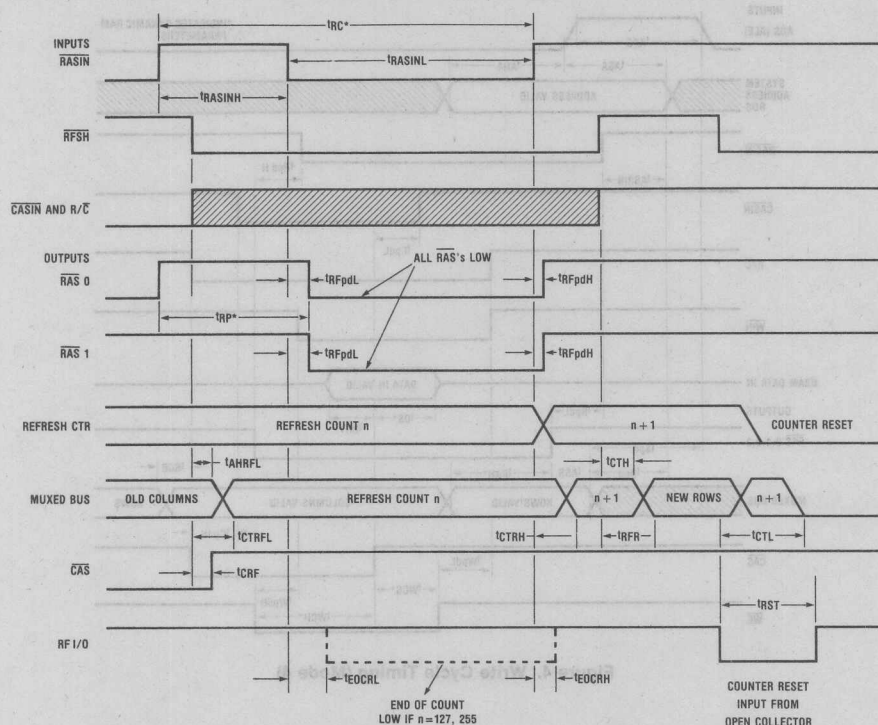 tRC*
INPUTS
RASIN
tRASINL
tRASINH
RFSH
CASIN AND R/C
OUTPUTS
ALL RAS's LOW
RAS 0
tRFpdL
tRFpdH
tRP*
RAS 1
tRFpdL
tRFpdH
REFRESH CTR
REFRESH COUNT n
n + 1
COUNTER RESET
tAHRFL
tCTH
MUXED BUS
OLD COLUMNS
REFRESH COUNT n
n + 1
NEW ROWS
n + 1
tCTRFL
tCTRH
tRFR
tCTL
CAS
tCRF
tRST
RF I/O
tEOCRL
tEOCRH
END OF COUNT
LOW IF n = 127, 255
COUNTER RESET
INPUT FROM
OPEN COLLECTOR